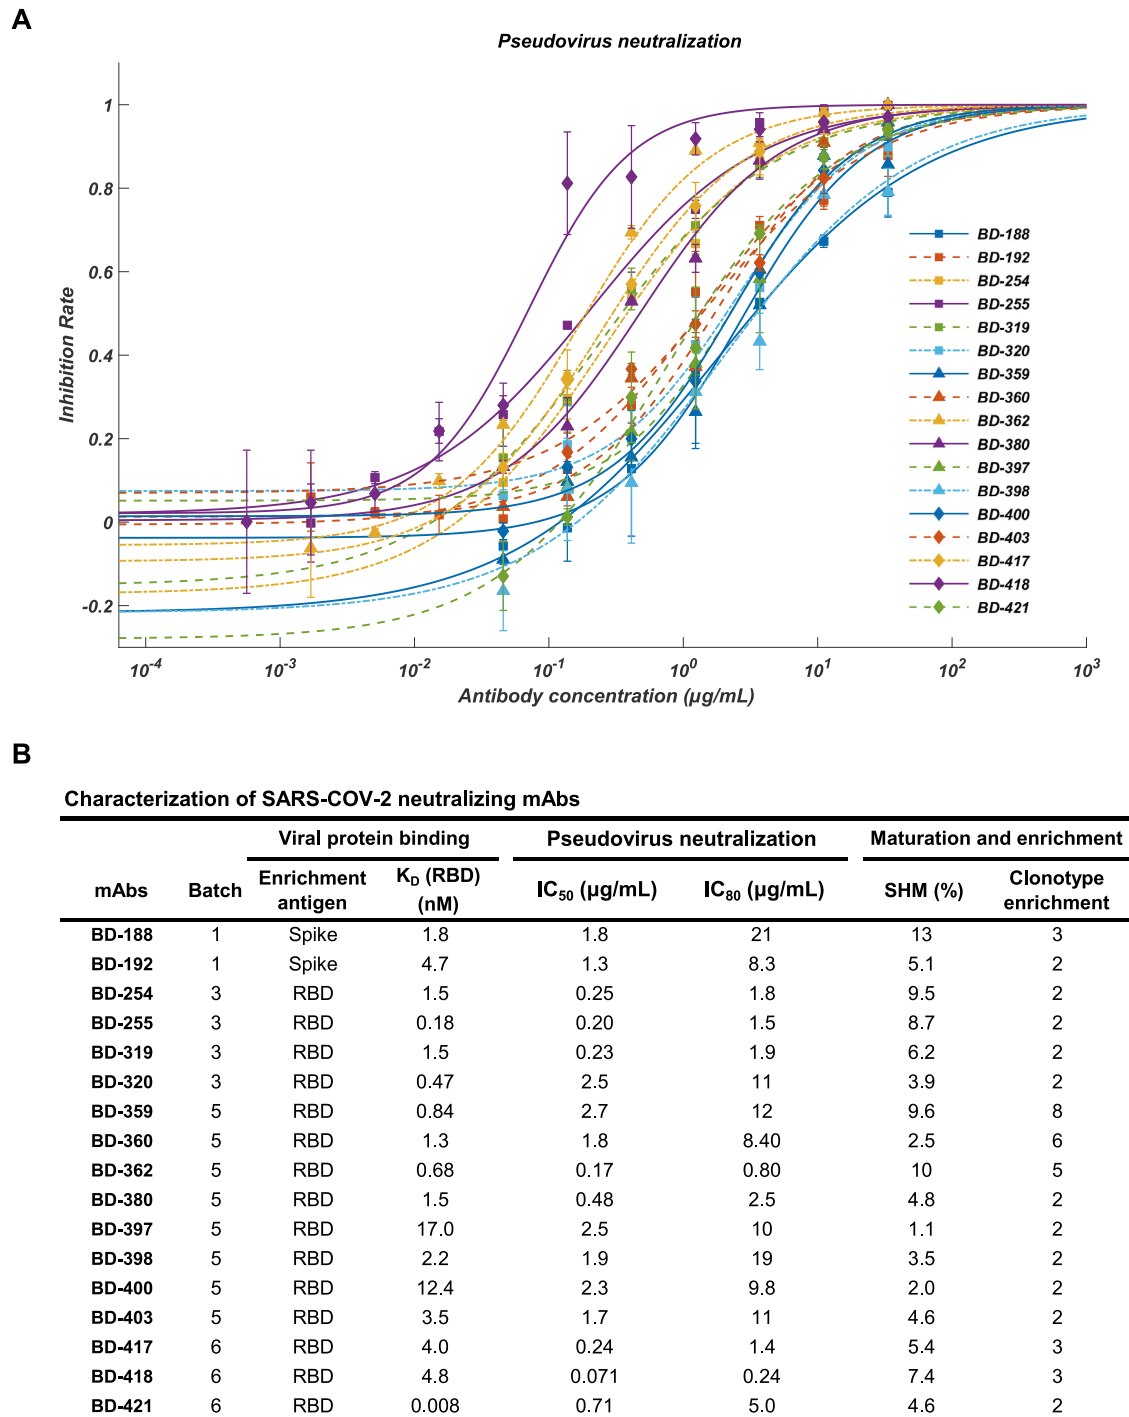 A
Pseudovirus neutralization
1
0.8
0.6
0.4
0.2
0
-0.2
Inhibition Rate
10-4 10-3 10-2 10-1 100 101 102 103
Antibody concentration (µg/mL)
BD-188
BD-192
BD-254
BD-255
BD-319
BD-320
BD-359
BD-360
BD-362
BD-380
BD-397
BD-398
BD-400
BD-403
BD-417
BD-418
BD-421
B
Characterization of SARS-COV-2 neutralizing mAbs
Viral protein binding Pseudovirus neutralization Maturation and enrichment
mAbs Batch Enrichment antigen KD (RBD) (nM) IC50 (µg/mL) IC80 (µg/mL) SHM (%) Clonotype enrichment
BD-188 1 Spike 1.8 1.8 21 13 3
BD-192 1 Spike 4.7 1.3 8.3 5.1 2
BD-254 3 RBD 1.5 0.25 1.8 9.5 2
BD-255 3 RBD 0.18 0.20 1.5 8.7 2
BD-319 3 RBD 1.5 0.23 1.9 6.2 2
BD-320 3 RBD 0.47 2.5 11 3.9 2
BD-359 5 RBD 0.84 2.7 12 9.6 8
BD-360 5 RBD 1.3 1.8 8.40 2.5 6
BD-362 5 RBD 0.68 0.17 0.80 10 5
BD-380 5 RBD 1.5 0.48 2.5 4.8 2
BD-397 5 RBD 17.0 2.5 10 1.1 2
BD-398 5 RBD 2.2 1.9 19 3.5 2
BD-400 5 RBD 12.4 2.3 9.8 2.0 2
BD-403 5 RBD 3.5 1.7 11 4.6 2
BD-417 6 RBD 4.0 0.24 1.4 5.4 3
BD-418 6 RBD 4.8 0.071 0.24 7.4 3
BD-421 6 RBD 0.008 0.71 5.0 4.6 2